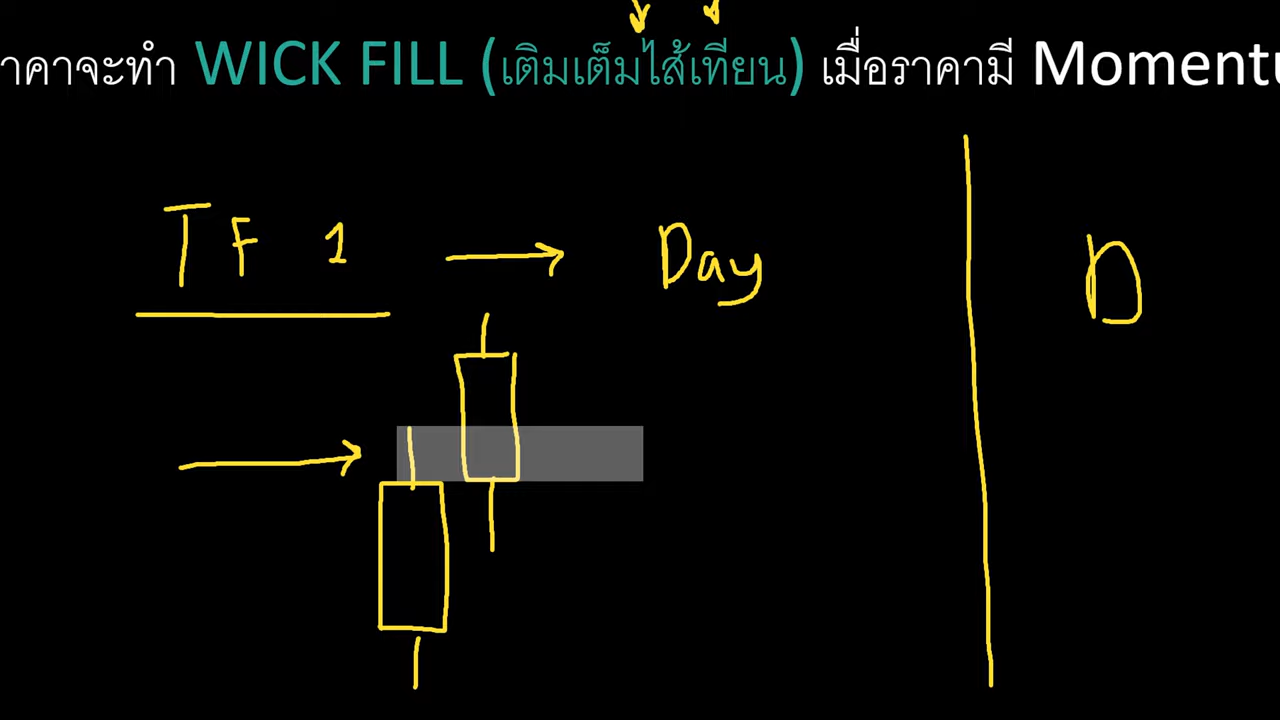 าคาจะทำ WICK FILL (เติมเต็มไส้เทียน) เมื่อราคามี Momentu
TF 1 → Day
D